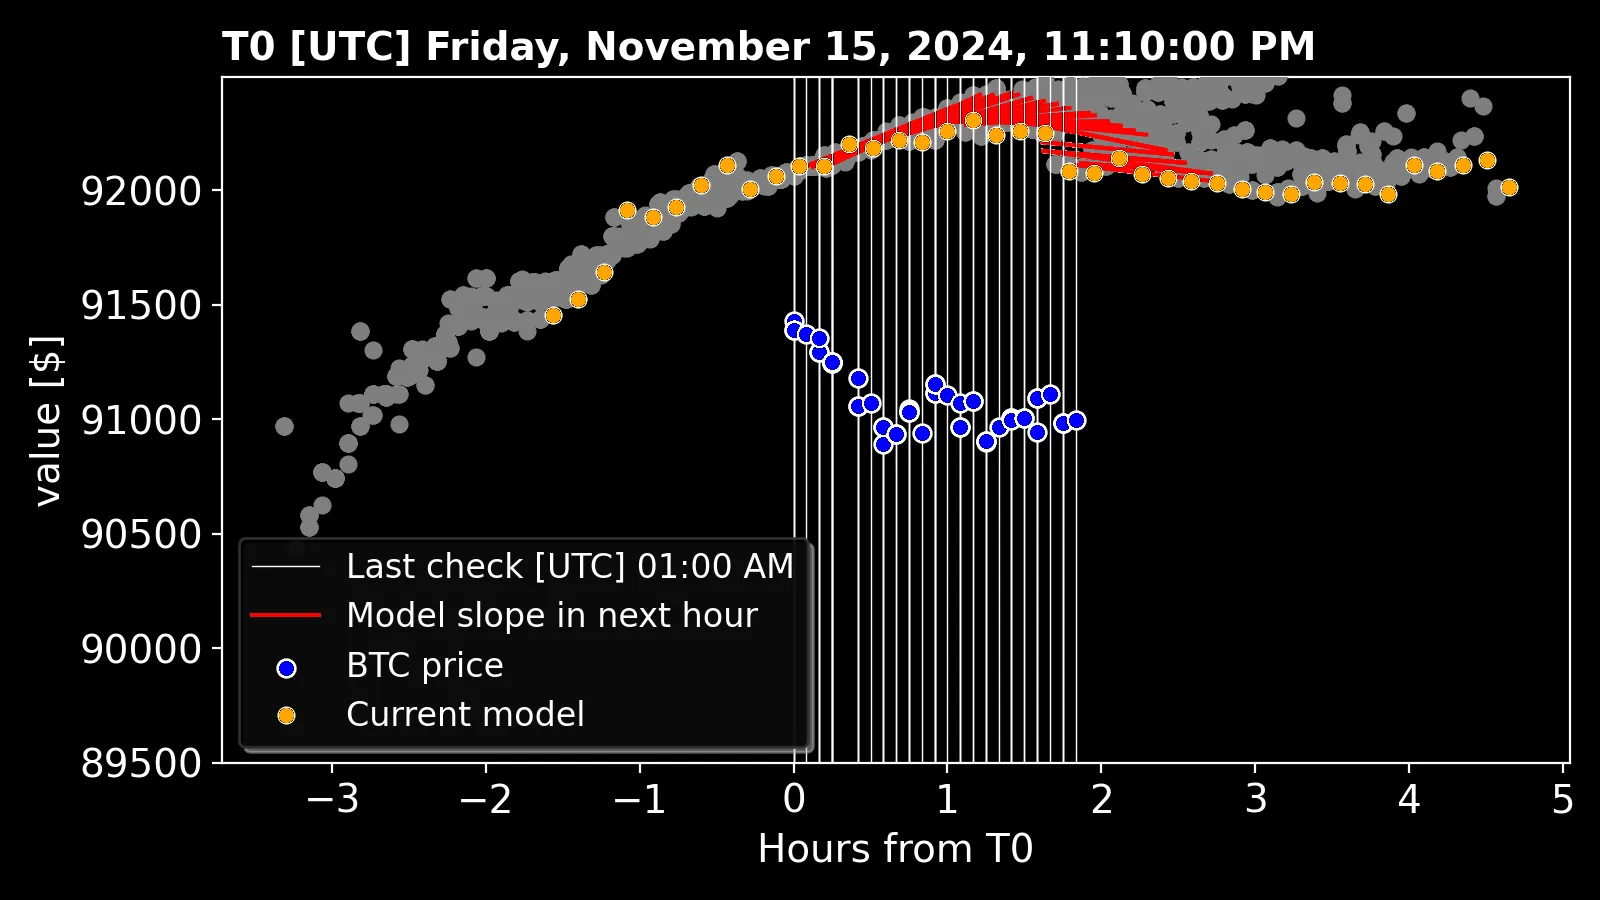 T0 [UTC] Friday, November 15, 2024, 11:10:00 PM
value [$]
92000
91500
91000
90500
90000
89500
Last check [UTC] 01:00 AM
Model slope in next hour
BTC price
Current model
−3 −2 −1 0 1 2 3 4 5
Hours from T0